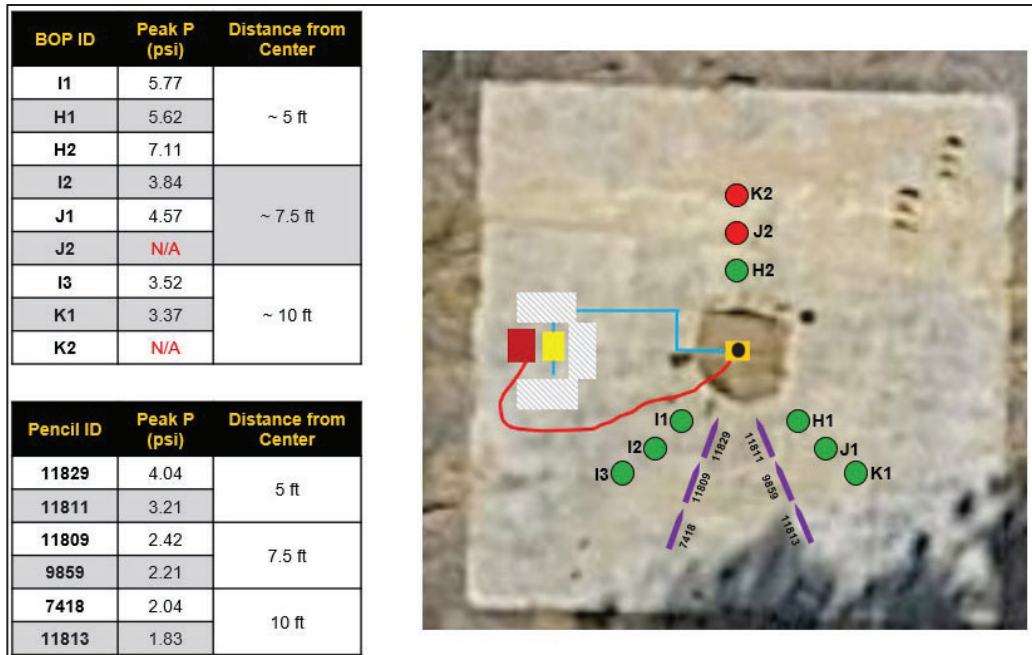 BOP ID Peak P (psi) Distance from Center
I1 5.77 ~ 5 ft
H1 5.62
H2 7.11
I2 3.84 ~ 7.5 ft
J1 4.57
J2 N/A
I3 3.52 ~ 10 ft
K1 3.37
K2 N/A
Pencil ID Peak P (psi) Distance from Center
11829 4.04 5 ft
11811 3.21
11809 2.42 7.5 ft
9859 2.21
7418 2.04 10 ft
11813 1.83
K2
J2
H2
I1
I2
I3
H1
J1
K1
11829
11809
7418
11811
9859
11813